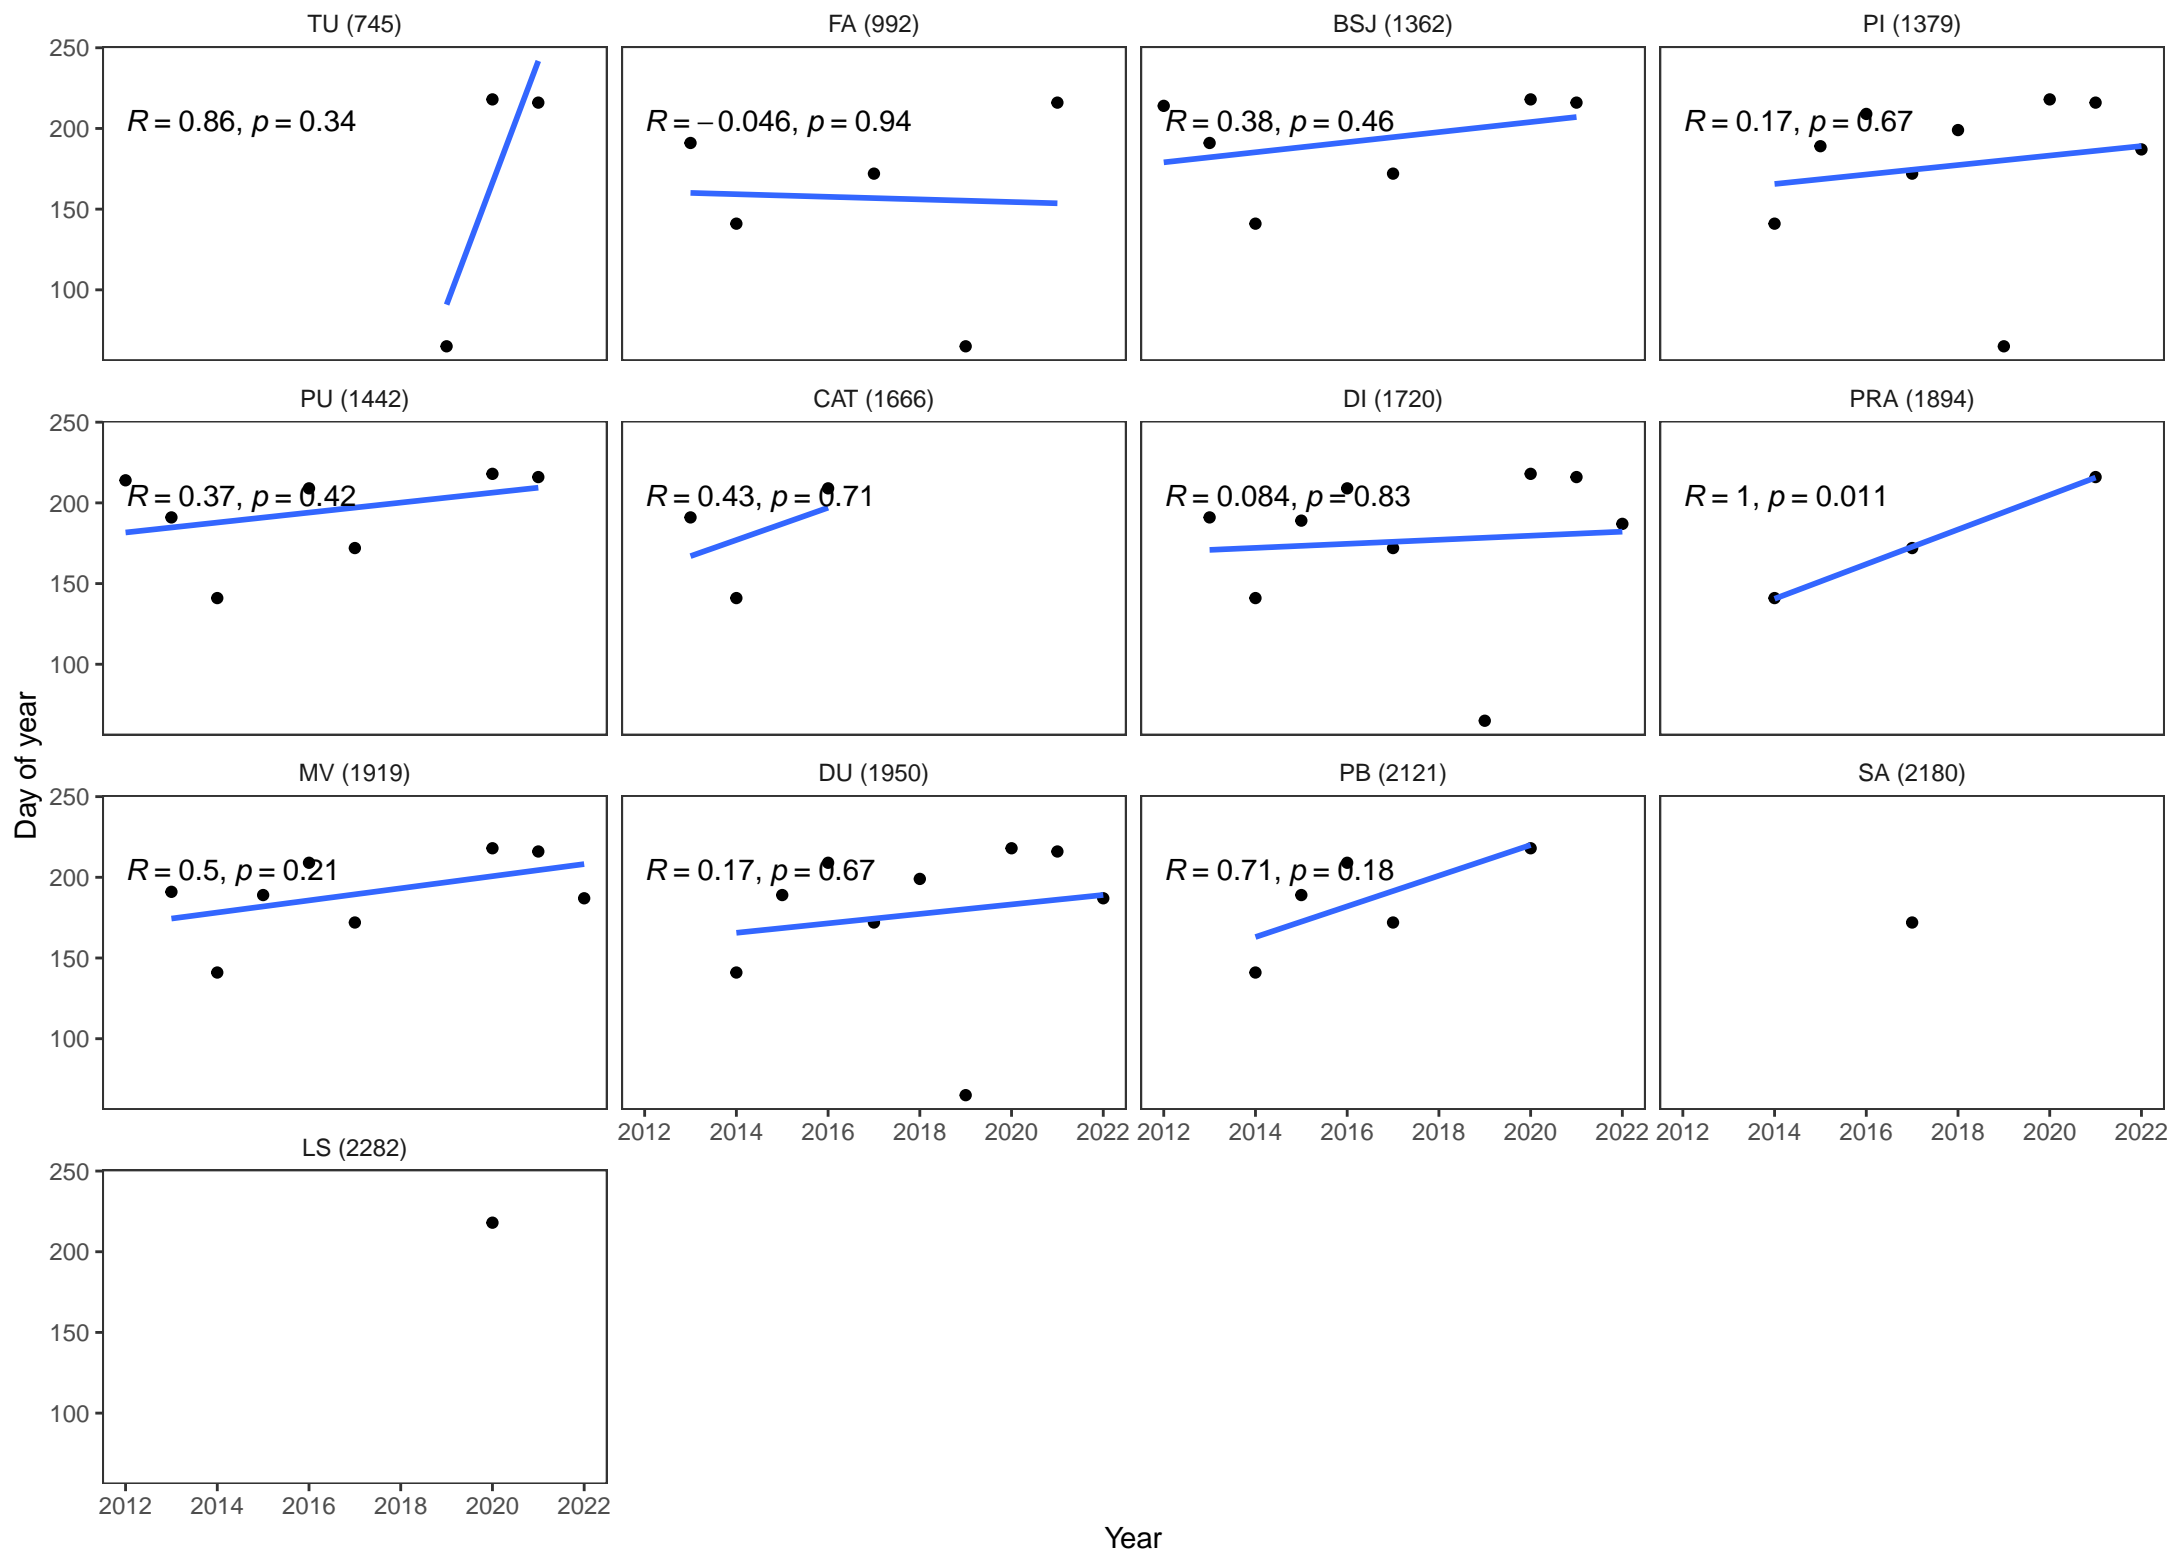 TU (745) FA (992) BSJ (1362) PI (1379)
250
200
150
100
R = 0.86, p = 0.34
R = −0.046, p = 0.94
R = 0.38, p = 0.46
R = 0.17, p = 0.67
PU (1442) CAT (1666) DI (1720) PRA (1894)
250
200
150
100
R = 0.37, p = 0.42
R = 0.43, p = 0.71
R = 0.084, p = 0.83
R = 1, p = 0.011
Day of year
MV (1919) DU (1950) PB (2121) SA (2180)
250
200
150
100
R = 0.5, p = 0.21
R = 0.17, p = 0.67
R = 0.71, p = 0.18
2012 2014 2016 2018 2020 2022
2012 2014 2016 2018 2020 2022
2012 2014 2016 2018 2020 2022
LS (2282)
250
200
150
100
2012 2014 2016 2018 2020 2022
Year